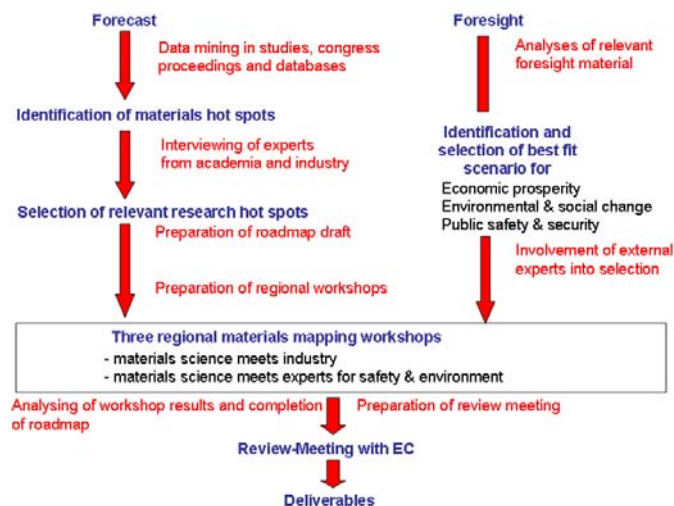 Forecast
Data mining in studies, congress
proceedings and databases
Identification of materials hot spots
Interviewing of experts
from academia and industry
Selection of relevant research hot spots
Preparation of roadmap draft
Preparation of regional workshops
Foresight
Analyses of relevant
foresight material
Identification and
selection of best fit
scenario for
Economic prosperity
Environmental & social change
Public safety & security
Involvement of external
experts into selection
Three regional materials mapping workshops
- materials science meets industry
- materials science meets experts for safety & environment
Analysing of workshop results and completion
of roadmap
Preparation of review meeting
Review-Meeting with EC
Deliverables